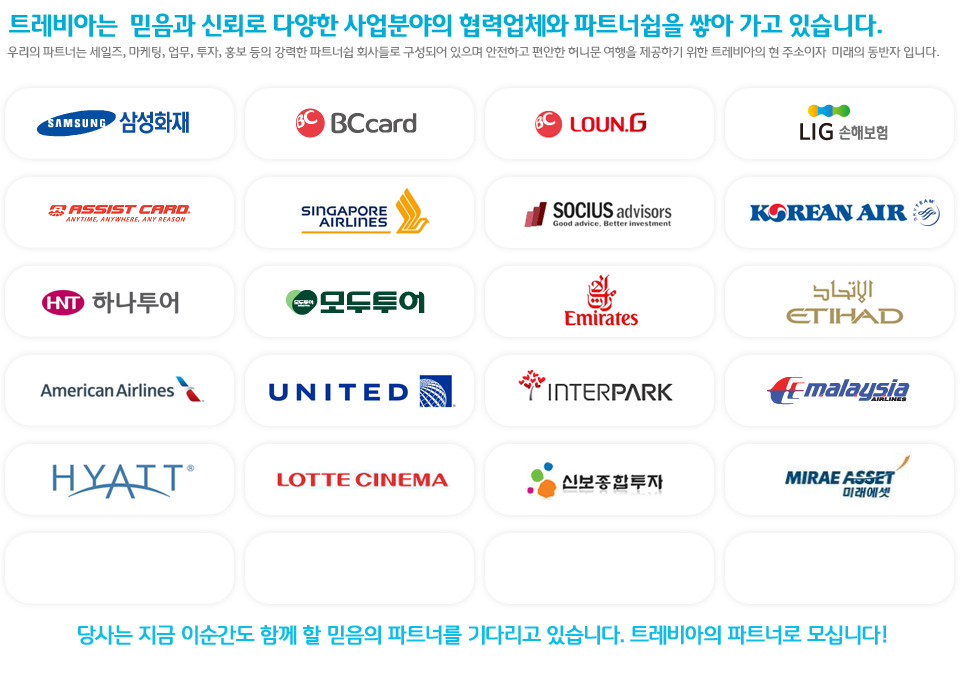 트레비아는 믿음과 신뢰로 다양한 사업분야의 협력업체와 파트너쉽을 쌓아 가고 있습니다.
우리의 파트너는 세일즈, 마케팅, 업무, 투자, 홍보 등의 강력한 파트너쉽 회사들로 구성되어 있으며 안전하고 편안한 허니문 여행을 제공하기 위한 트레비아의 현 주소이자 미래의 동반자 입니다.
SAMSUNG 삼성화재
BC BCcard
BC LOUN.G
LIG 손해보험
ASSIST CARD.
ANYTIME, ANYWHERE, ANY REASON
SINGAPORE
AIRLINES
SOCIUS advisors
Good advice, Better investment
KOREAN AIR SKYTEAM
HNT 하나투어
모두투어 모두투어
Emirates
الإتحاد
ETIHAD
American Airlines
UNITED
INTERPARK
malaysia
AIRLINES
HYATT®
LOTTE CINEMA
신보종합투자
MIRAE ASSET
미래에셋
당사는 지금 이순간도 함께 할 믿음의 파트너를 기다리고 있습니다. 트레비아의 파트너로 모십니다!